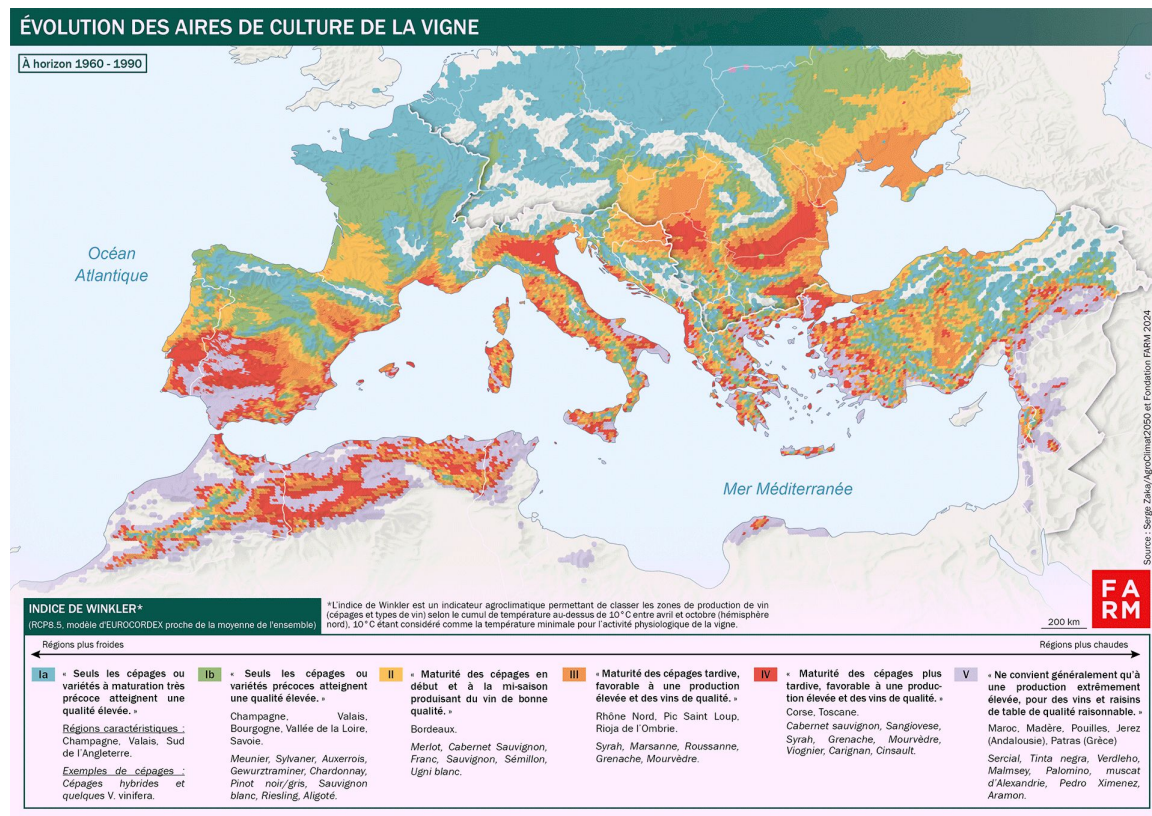 ÉVOLUTION DES AIRES DE CULTURE DE LA VIGNE
À horizon 1960 - 1990
Océan
Atlantique
Mer Méditerranée
Source : Serge Zaka/AgroClimat2050 et Fondation FARM 2024
FA
RM
200 km
INDICE DE WINKLER*
(RCP8.5, modèle d'EUROCORDEX proche de la moyenne de l'ensemble)
*L'indice de Winkler est un indicateur agroclimatique permettant de classer les zones de production de vin
(cépages et types de vin) selon le cumul de température au-dessus de 10°C entre avril et octobre (hémisphère
nord), 10°C étant considéré comme la température minimale pour l'activité physiologique de la vigne.
Régions plus froides
Régions plus chaudes
Ia
« Seuls les cépages ou
variétés à maturation très
précoce atteignent une
qualité élevée. »
Régions caractéristiques :
Champagne, Valais, Sud
de l'Angleterre.
Exemples de cépages :
Cépages hybrides et
quelques V. vinifera.
Ib
« Seuls les cépages ou
variétés précoces atteignent
une qualité élevée. »
Champagne, Valais,
Bourgogne, Vallée de la Loire,
Savoie.
Meunier, Sylvaner, Auxerrois,
Gewurztraminer, Chardonnay,
Pinot noir/gris, Sauvignon
blanc, Riesling, Aligoté.
II
« Maturité des cépages en
début et à la mi-saison
produisant du vin de bonne
qualité. »
Bordeaux.
Merlot, Cabernet Sauvignon,
Franc, Sauvignon, Sémillon,
Ugni blanc.
III
« Maturité des cépages tardive,
favorable à une production
élevée et des vins de qualité. »
Rhône Nord, Pic Saint Loup,
Rioja de l'Ombrie.
Syrah, Marsanne, Roussanne,
Grenache, Mourvèdre.
IV
« Maturité des cépages plus
tardive, favorable à une produc-
tion élevée et des vins de qualité. »
Corse, Toscane.
Cabernet sauvignon, Sangiovese,
Syrah, Grenache, Mourvèdre,
Viognier, Carignan, Cinsault.
V
« Ne convient généralement qu'à
une production extrêmement
élevée, pour des vins et raisins
de table de qualité raisonnable. »
Maroc, Madère, Pouilles, Jerez
(Andalousie), Patras (Grèce)
Sercial, Tinta negra, Verdleho,
Malmsey, Palomino, muscat
d'Alexandrie, Pedro Ximenez,
Aramon.